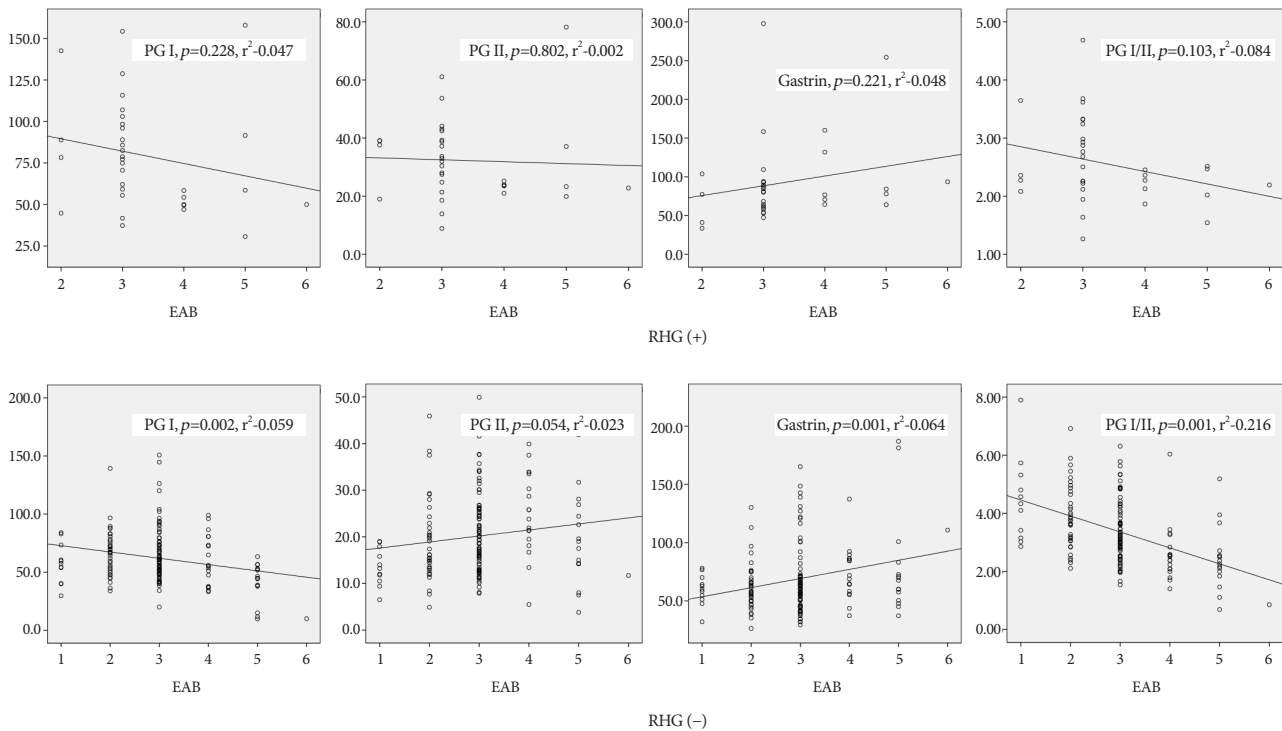 PG I, p=0.228, r²-0.047
150.0
125.0
100.0
75.0
50.0
25.0
2 3 4 5 6
EAB
PG II, p=0.802, r²-0.002
80.0
60.0
40.0
20.0
0.0
2 3 4 5 6
EAB
Gastrin, p=0.221, r²-0.048
300.0
250.0
200.0
150.0
100.0
50.0
0.0
2 3 4 5 6
EAB
PG I/II, p=0.103, r²-0.084
5.00
4.00
3.00
2.00
1.00
2 3 4 5 6
EAB
RHG (+)
PG I, p=0.002, r²-0.059
200.0
150.0
100.0
50.0
0.0
1 2 3 4 5 6
EAB
PG II, p=0.054, r²-0.023
50.0
40.0
30.0
20.0
10.0
0.0
1 2 3 4 5 6
EAB
Gastrin, p=0.001, r²-0.064
200.0
150.0
100.0
50.0
1 2 3 4 5 6
EAB
PG I/II, p=0.001, r²-0.216
8.00
6.00
4.00
2.00
0.00
1 2 3 4 5 6
EAB
RHG (−)